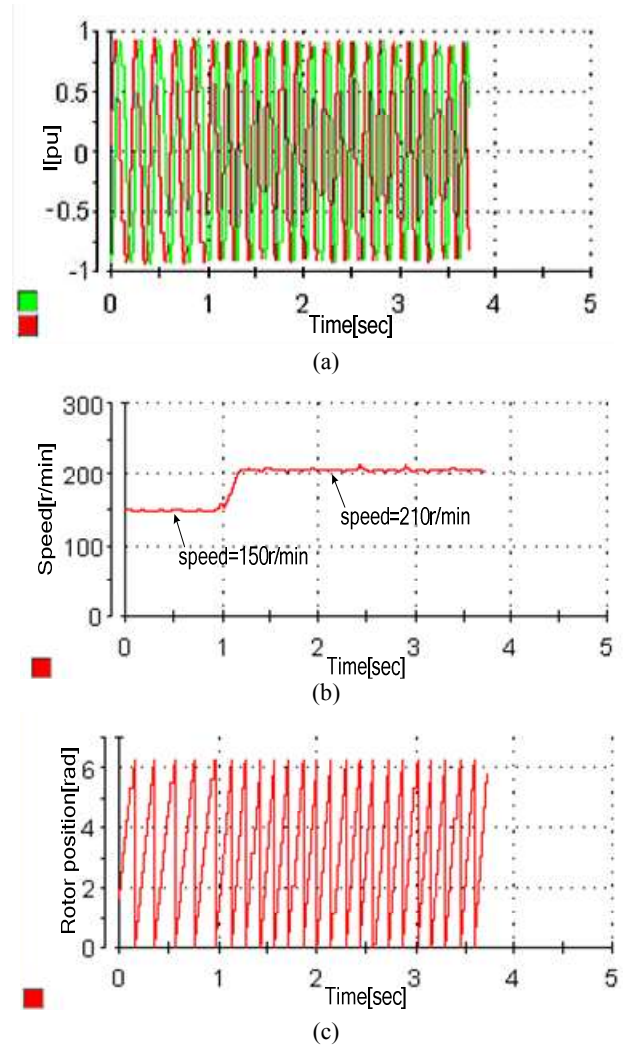 1
0.5
0
-0.5
-1
I[pu]
0 1 2 3 4 5
Time[sec]
(a)
300
200
100
0
Speed[r/min]
speed=210r/min
speed=150r/min
0 1 2 3 4 5
Time[sec]
(b)
6
4
2
0
Rotor position[rad]
0 1 2 3 4 5
Time[sec]
(c)